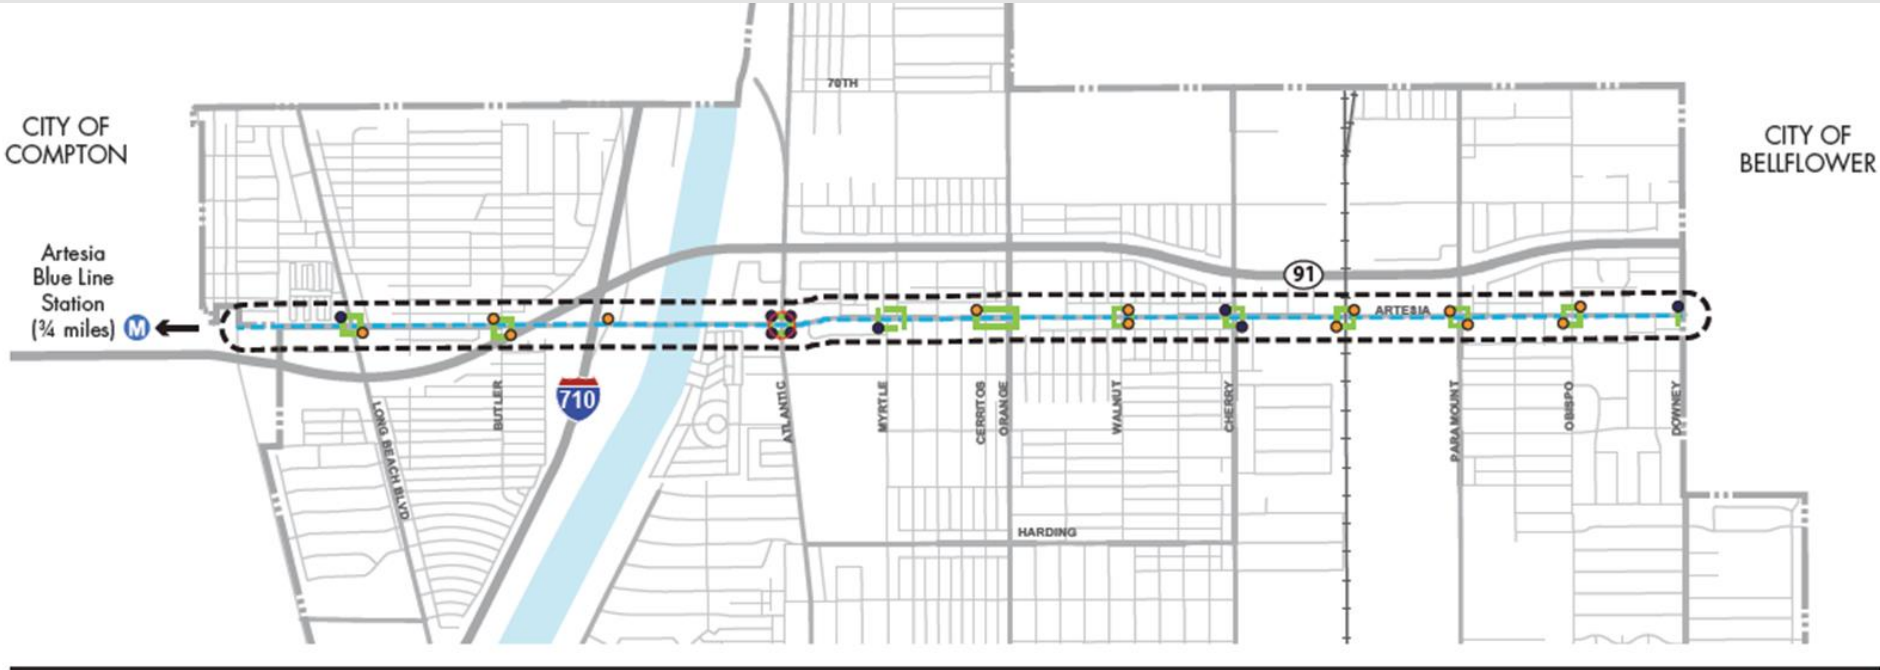 70TH
CITY OF
COMPTON
CITY OF
BELLFLOWER
Artesia
Blue Line
Station
(¾ miles)
M
91
ARTESIA
710
LONG BEACH BLVD
BUTLER
ATLANTIC
MYRTLE
CERRITOS
ORANGE
WALNUT
CHERRY
PARAMOUNT
OBISPO
DOWNEY
HARDING